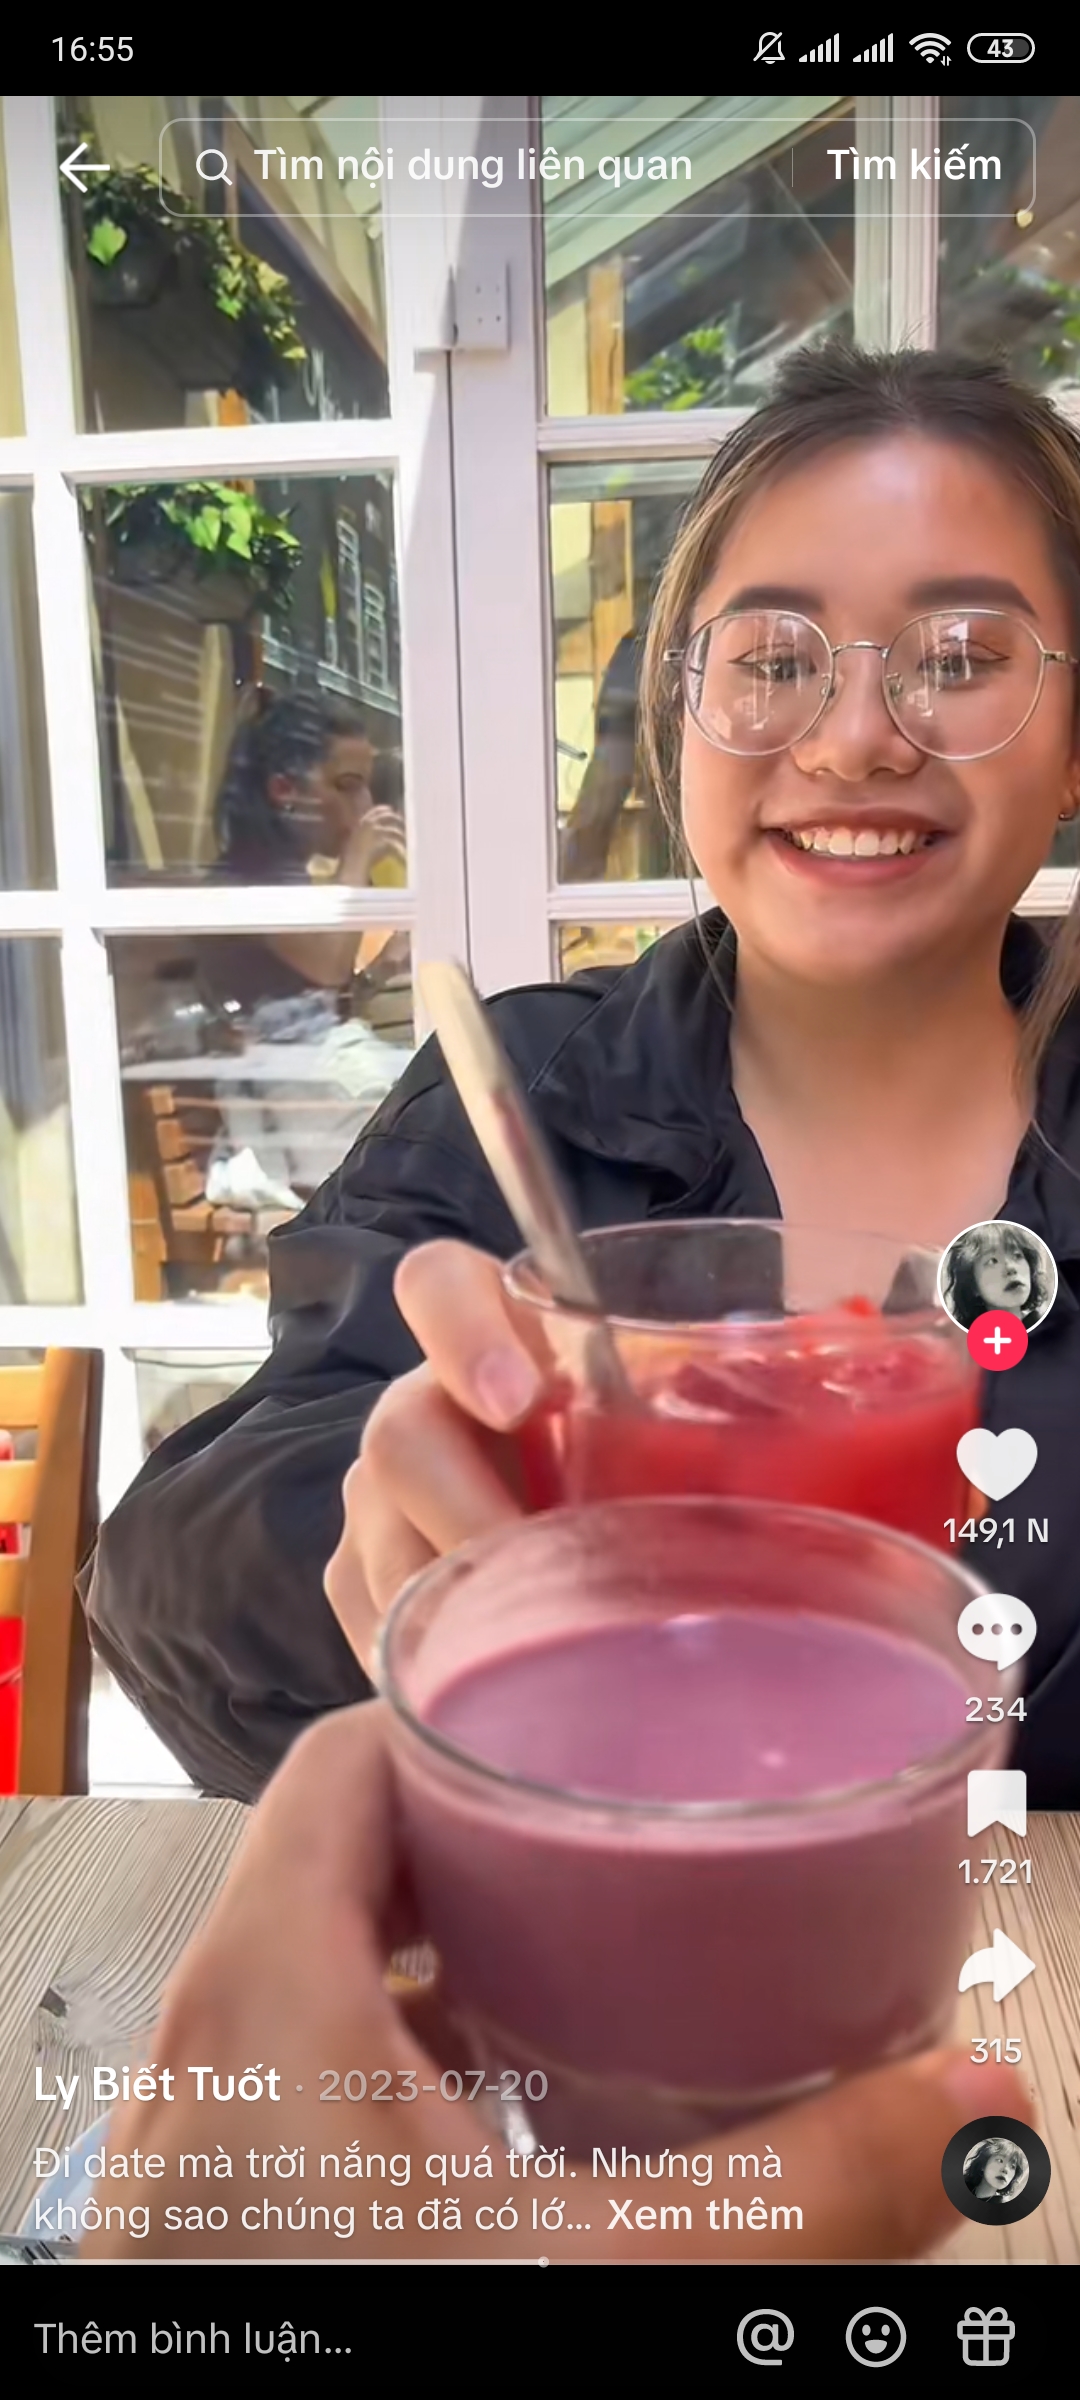 16:55
43
Tìm nội dung liên quan
Tìm kiếm
149,1 N
234
1.721
315
Ly Biết Tuốt · 2023-07-20
Đi date mà trời nắng quá trời. Nhưng mà
không sao chúng ta đã có lớ... Xem thêm
Thêm bình luận...